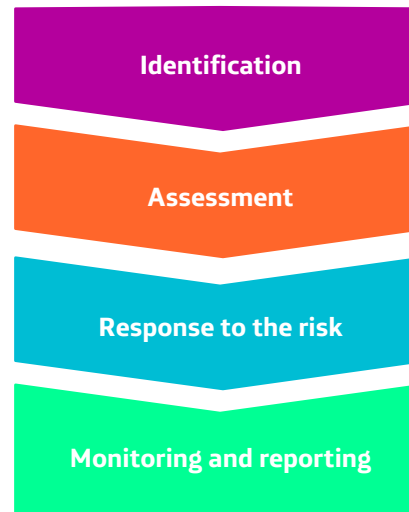 Identification
Assessment
Response to the risk
Monitoring and reporting